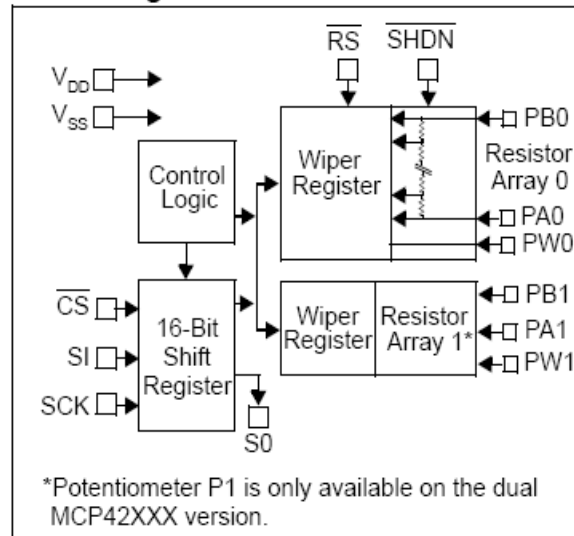 RS
SHDN
VDD
VSS
PB0
Wiper
Register
Resistor
Array 0
Control
Logic
PA0
PW0
CS
16-Bit
Shift
Register
SI
SCK
Wiper
Register
Resistor
Array 1*
PB1
PA1
PW1
S0
*Potentiometer P1 is only available on the dual
MCP42XXX version.